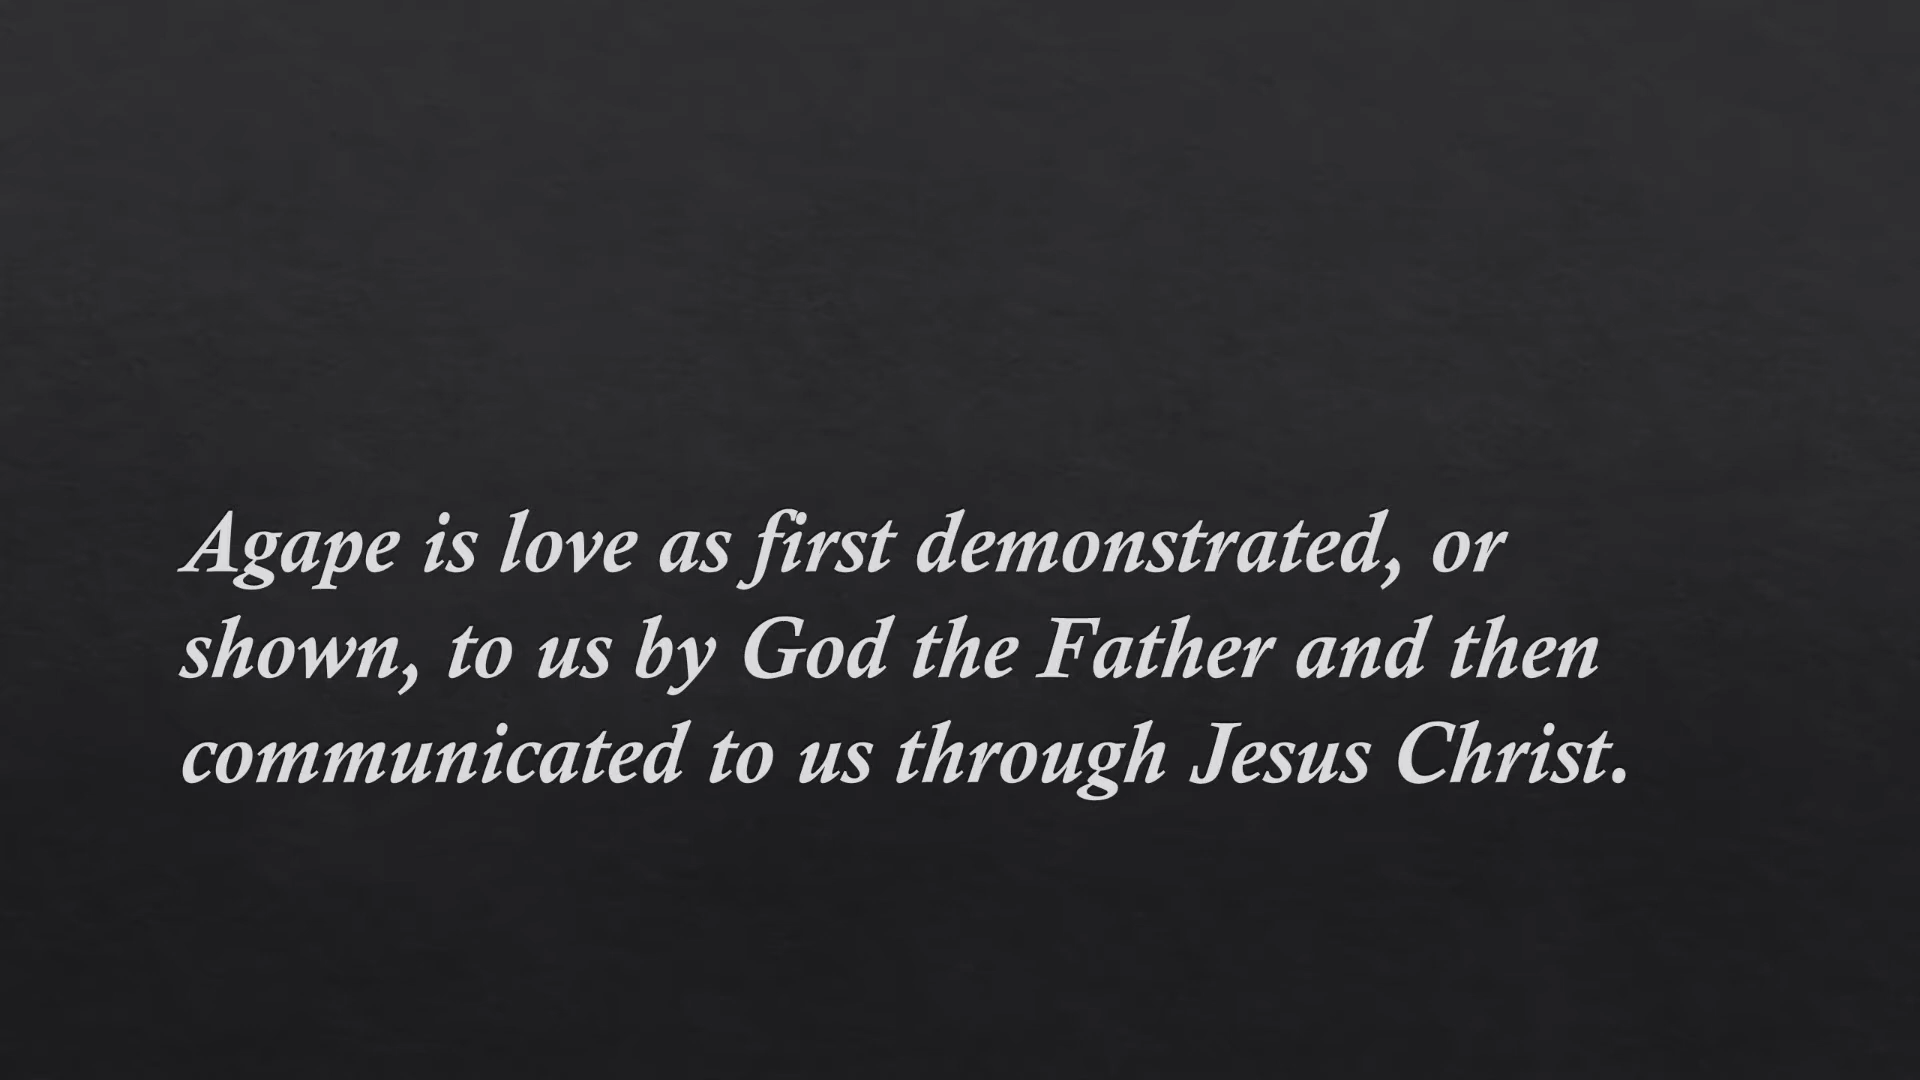 Agape is love as first demonstrated, or
shown, to us by God the Father and then
communicated to us through Jesus Christ.